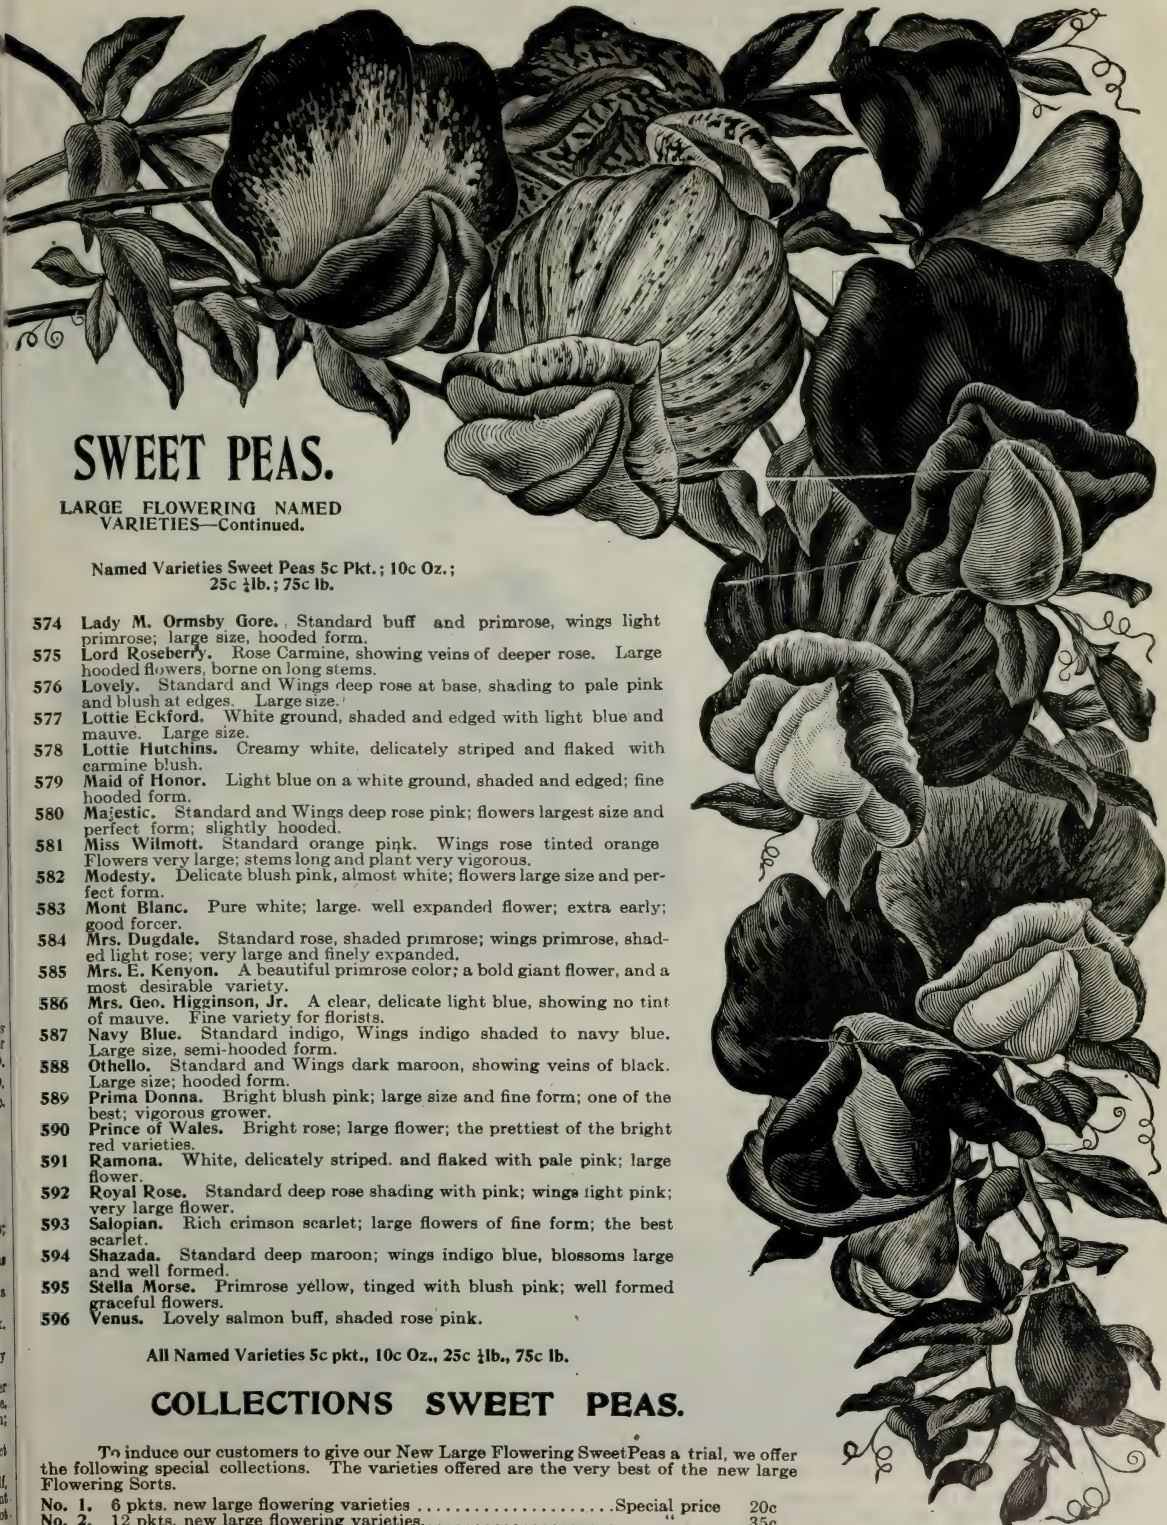 SWEET PEAS.
LARGE FLOWERING NAMED
VARIETIES—Continued.
Named Varieties Sweet Peas 5c Pkt.; 10c Oz.;
25c ¼lb.; 75c lb.
574 Lady M. Ormsby Gore. Standard buff and primrose, wings light
primrose; large size, hooded form.
575 Lord Roseberry. Rose Carmine, showing veins of deeper rose. Large
hooded flowers, borne on long stems.
576 Lovely. Standard and Wings deep rose at base, shading to pale pink
and blush at edges. Large size.
577 Lottie Eckford. White ground, shaded and edged with light blue and
mauve. Large size.
578 Lottie Hutchins. Creamy white, delicately striped and flaked with
carmine blush.
579 Maid of Honor. Light blue on a white ground, shaded and edged; fine
hooded form.
580 Majestic. Standard and Wings deep rose pink; flowers largest size and
perfect form; slightly hooded.
581 Miss Wilmott. Standard orange pink. Wings rose tinted orange
Flowers very large; stems long and plant very vigorous.
582 Modesty. Delicate blush pink, almost white; flowers large size and per-
fect form.
583 Mont Blanc. Pure white; large. well expanded flower; extra early;
good forcer.
584 Mrs. Dugdale. Standard rose, shaded primrose; wings primrose, shad-
ed light rose; very large and finely expanded.
585 Mrs. E. Kenyon. A beautiful primrose color; a bold giant flower, and a
most desirable variety.
586 Mrs. Geo. Higginson, Jr. A clear, delicate light blue, showing no tint
of mauve. Fine variety for florists.
587 Navy Blue. Standard indigo, Wings indigo shaded to navy blue.
Large size, semi-hooded form.
588 Othello. Standard and Wings dark maroon, showing veins of black.
Large size; hooded form.
589 Prima Donna. Bright blush pink; large size and fine form; one of the
best; vigorous grower.
590 Prince of Wales. Bright rose; large flower; the prettiest of the bright
red varieties.
591 Ramona. White, delicately striped. and flaked with pale pink; large
flower.
592 Royal Rose. Standard deep rose shading with pink; wings light pink;
very large flower.
593 Salopian. Rich crimson scarlet; large flowers of fine form; the best
scarlet.
594 Shazada. Standard deep maroon; wings indigo blue, blossoms large
and well formed.
595 Stella Morse. Primrose yellow, tinged with blush pink; well formed
graceful flowers.
596 Venus. Lovely salmon buff, shaded rose pink.
All Named Varieties 5c pkt., 10c Oz., 25c ¼lb., 75c lb.
COLLECTIONS SWEET PEAS.
To induce our customers to give our New Large Flowering SweetPeas a trial, we offer
the following special collections. The varieties offered are the very best of the new large
Flowering Sorts.
No. 1. 6 pkts. new large flowering varieties ......................Special price 20c
No. 2. 12 pkts. new large flowering varieties...................... " 35c